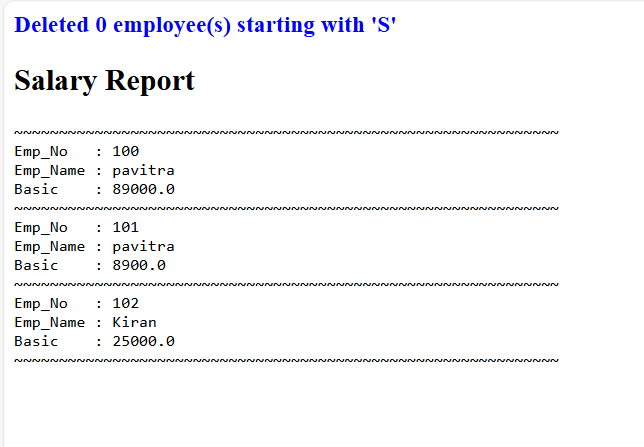 Deleted 0 employee(s) starting with 'S'
Salary Report
~~~~~~~~~~~~~~~~~~~~~~~~~~~~~~~~~~~~~~~~~~~~~~~~~~~~~~~~~~~~~
Emp_No   : 100
Emp_Name : pavitra
Basic    : 89000.0
~~~~~~~~~~~~~~~~~~~~~~~~~~~~~~~~~~~~~~~~~~~~~~~~~~~~~~~~~~~~~
Emp_No   : 101
Emp_Name : pavitra
Basic    : 8900.0
~~~~~~~~~~~~~~~~~~~~~~~~~~~~~~~~~~~~~~~~~~~~~~~~~~~~~~~~~~~~~
Emp_No   : 102
Emp_Name : Kiran
Basic    : 25000.0
~~~~~~~~~~~~~~~~~~~~~~~~~~~~~~~~~~~~~~~~~~~~~~~~~~~~~~~~~~~~~